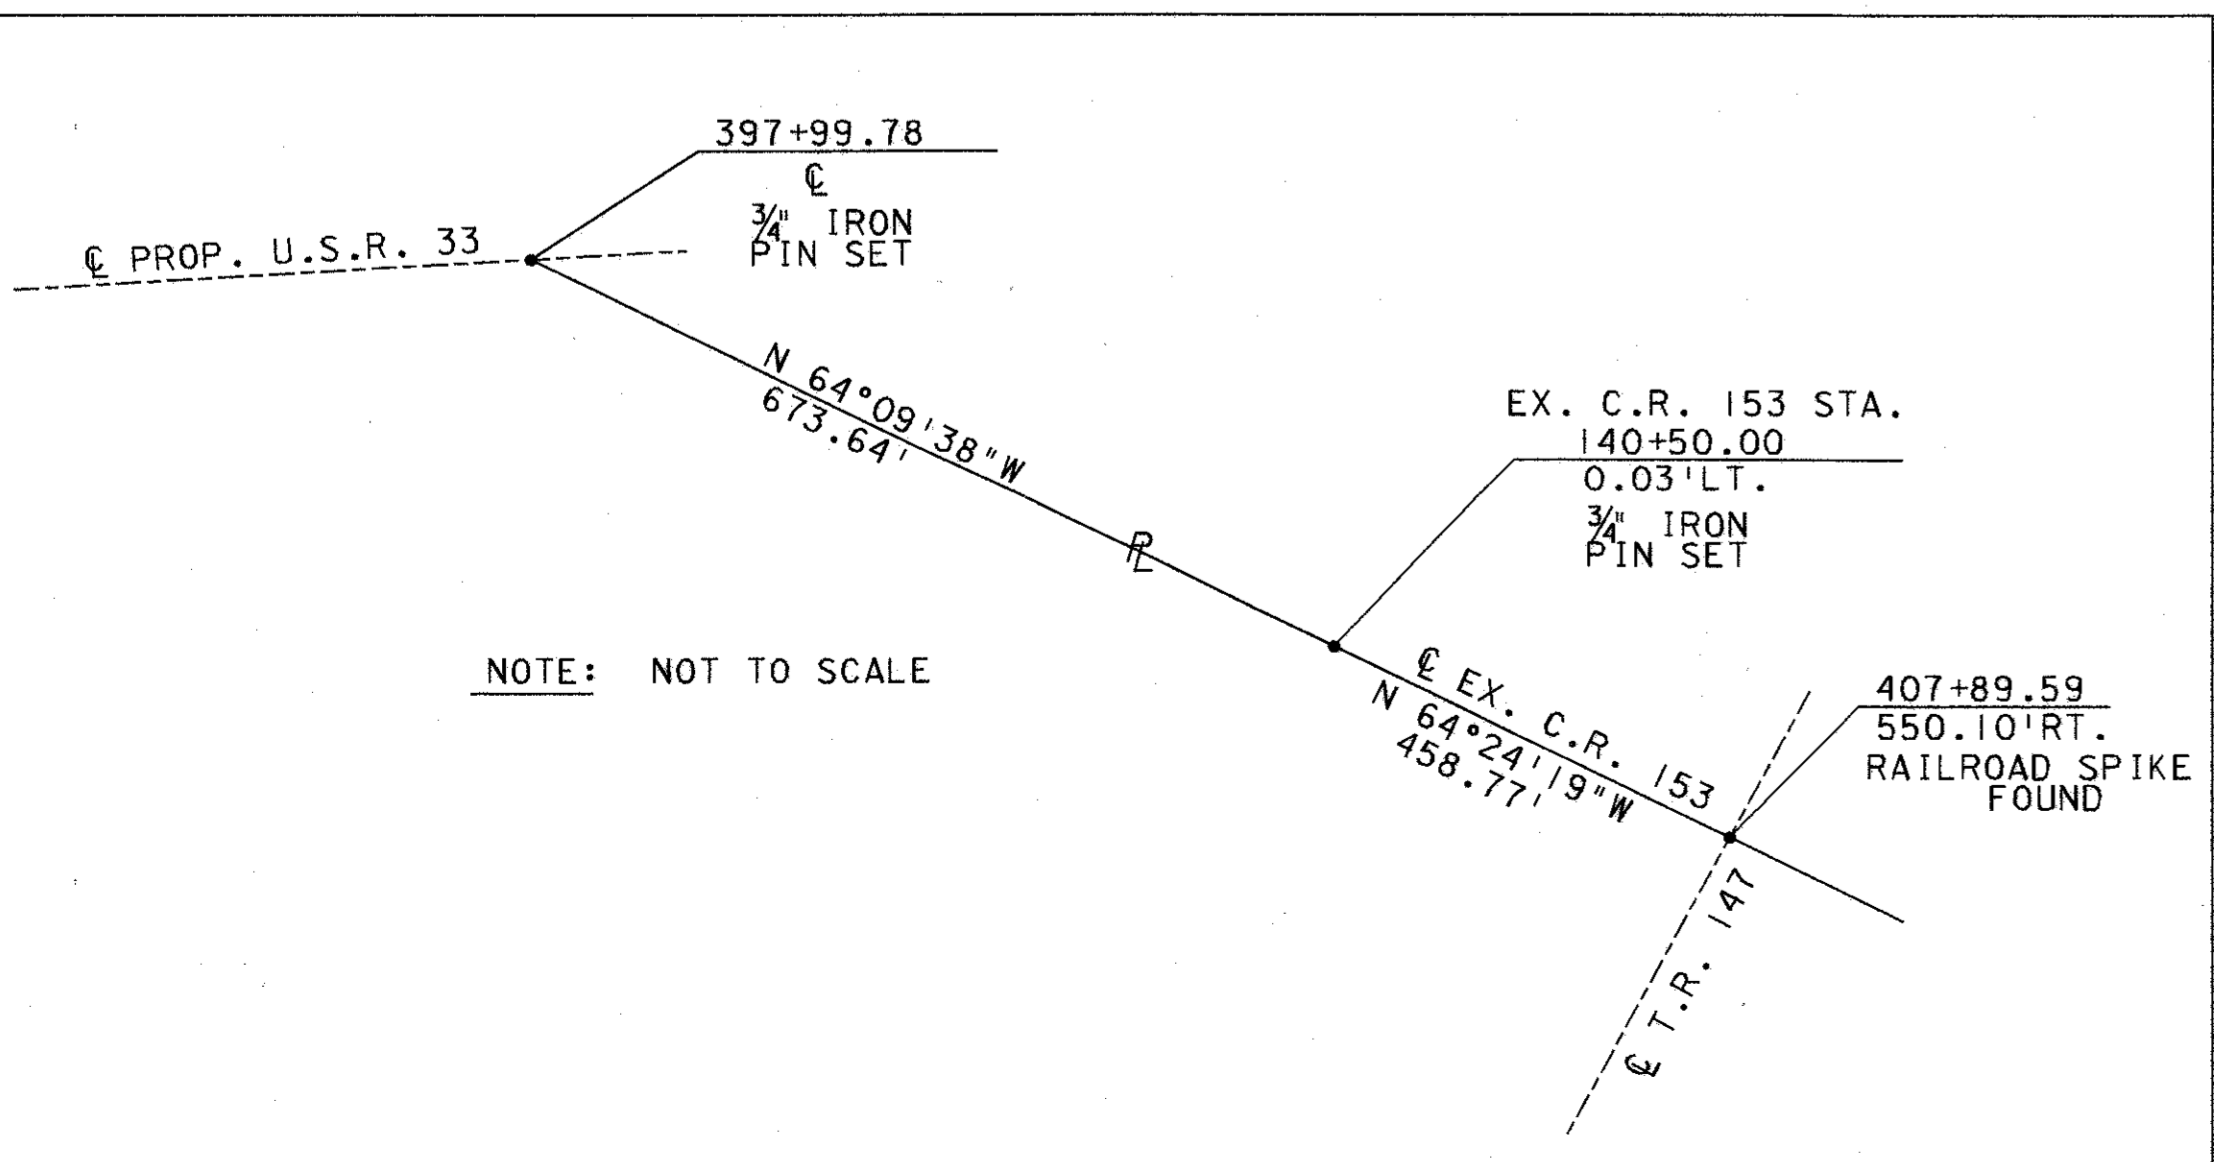 397+99.78
℄
3/4" IRON
PIN SET
℄ PROP. U.S.R. 33
N 64°09'38"W
673.64'
EX. C.R. 153 STA.
140+50.00
0.03'LT.
3/4" IRON
PIN SET
PL
NOTE: NOT TO SCALE
℄ EX. C.R. 153
N 64°24'19"W
458.77'
407+89.59
550.10'RT.
RAILROAD SPIKE
FOUND
℄ T.R. 147